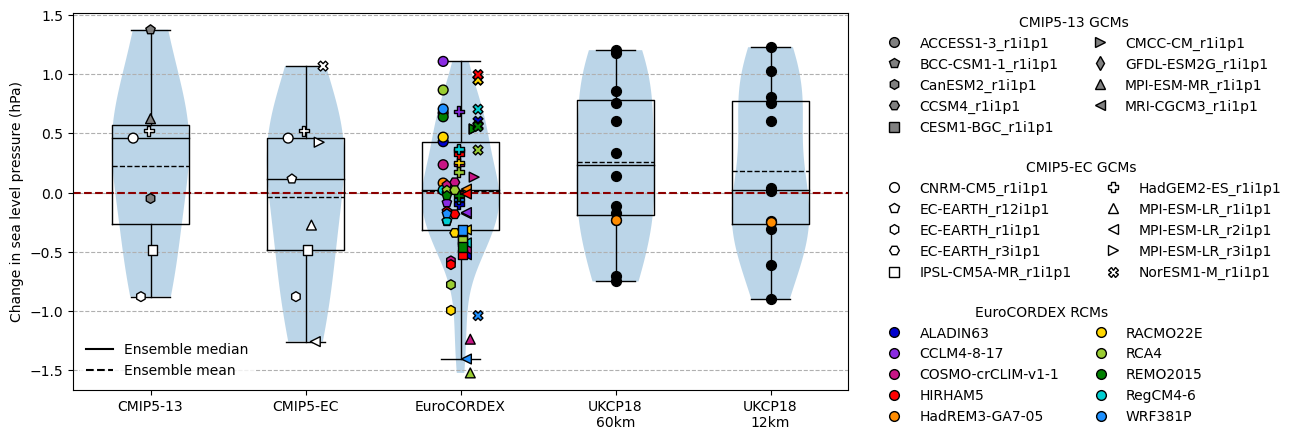 Change in sea level pressure (hPa)
1.5
1.0
0.5
0.0
−0.5
−1.0
−1.5
Ensemble median
Ensemble mean
CMIP5-13
CMIP5-EC
EuroCORDEX
UKCP18
60km
UKCP18
12km
CMIP5-13 GCMs
ACCESS1-3_r1i1p1
BCC-CSM1-1_r1i1p1
CanESM2_r1i1p1
CCSM4_r1i1p1
CESM1-BGC_r1i1p1
CMCC-CM_r1i1p1
GFDL-ESM2G_r1i1p1
MPI-ESM-MR_r1i1p1
MRI-CGCM3_r1i1p1
CMIP5-EC GCMs
CNRM-CM5_r1i1p1
EC-EARTH_r12i1p1
EC-EARTH_r1i1p1
EC-EARTH_r3i1p1
IPSL-CM5A-MR_r1i1p1
HadGEM2-ES_r1i1p1
MPI-ESM-LR_r1i1p1
MPI-ESM-LR_r2i1p1
MPI-ESM-LR_r3i1p1
NorESM1-M_r1i1p1
EuroCORDEX RCMs
ALADIN63
CCLM4-8-17
COSMO-crCLIM-v1-1
HIRHAM5
HadREM3-GA7-05
RACMO22E
RCA4
REMO2015
RegCM4-6
WRF381P